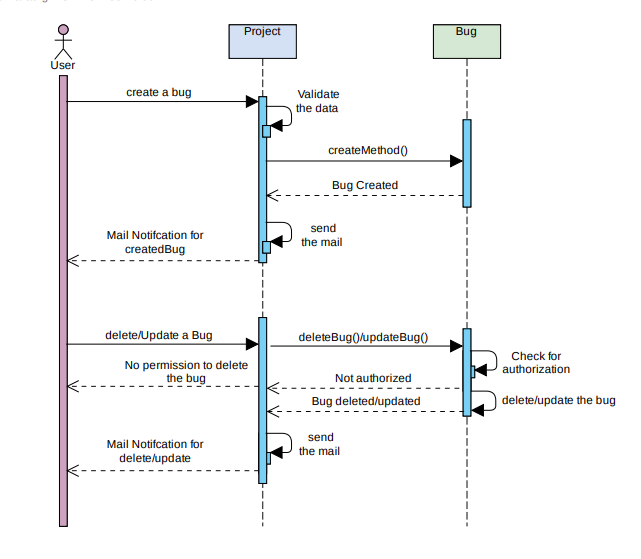 Project
Bug
User
create a bug
Validate
the data
createMethod()
Bug Created
send
the mail
Mail Notifcation for
createdBug
delete/Update a Bug
deleteBug()/updateBug()
Check for
authorization
No permission to delete
the bug
Not authorized
delete/update the bug
Bug deleted/updated
send
the mail
Mail Notifcation for
delete/update